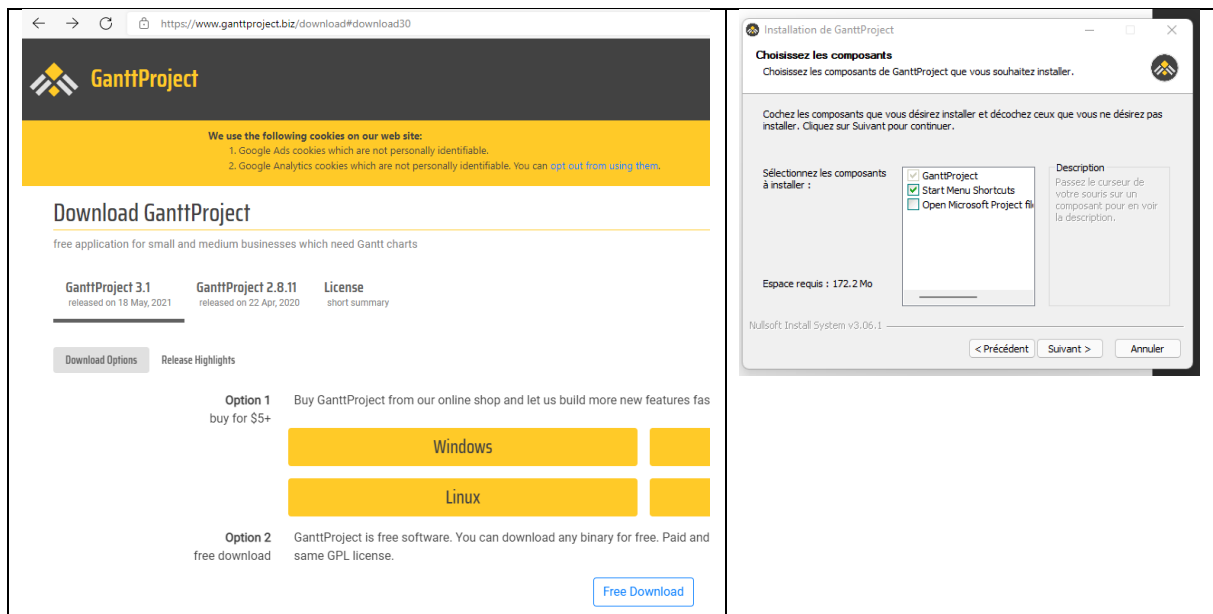 https://www.ganttproject.biz/download#download30
GanttProject
We use the following cookies on our web site:
1. Google Ads cookies which are not personally identifiable.
2. Google Analytics cookies which are not personally identifiable. You can opt out from using them.
Download GanttProject
free application for small and medium businesses which need Gantt charts
GanttProject 3.1
released on 18 May, 2021
GanttProject 2.8.11
released on 22 Apr, 2020
License
short summary
Download Options
Release Highlights
Option 1
buy for $5+
Buy GanttProject from our online shop and let us build more new features fas
Windows
Linux
Option 2
free download
GanttProject is free software. You can download any binary for free. Paid and
same GPL license.
Free Download
Installation de GanttProject
Choisissez les composants
Choisissez les composants de GanttProject que vous souhaitez installer.
Cochez les composants que vous désirez installer et décochez ceux que vous ne désirez pas
installer. Cliquez sur Suivant pour continuer.
Sélectionnez les composants
à installer :
GanttProject
Start Menu Shortcuts
Open Microsoft Project fil
Description
Passez le curseur de
votre souris sur un
composant pour en voir
la description.
Espace requis : 172.2 Mo
Nullsoft Install System v3.06.1
< Précédent
Suivant >
Annuler